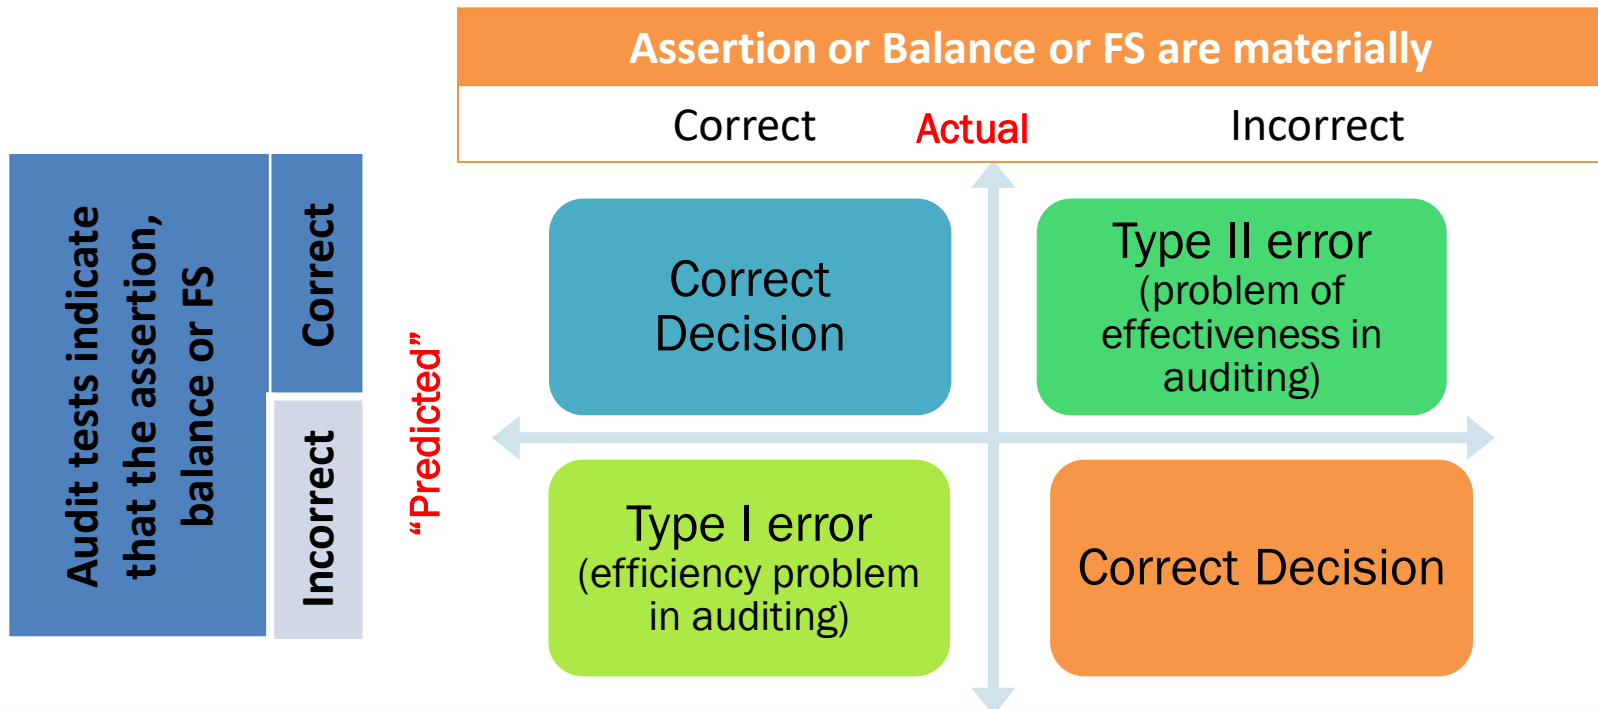 Assertion or Balance or FS are materially
Correct Actual Incorrect
Audit tests indicate
that the assertion,
balance or FS
Correct
Incorrect
“Predicted”
Correct
Decision
Type II error
(problem of
effectiveness in
auditing)
Type I error
(efficiency problem
in auditing)
Correct Decision